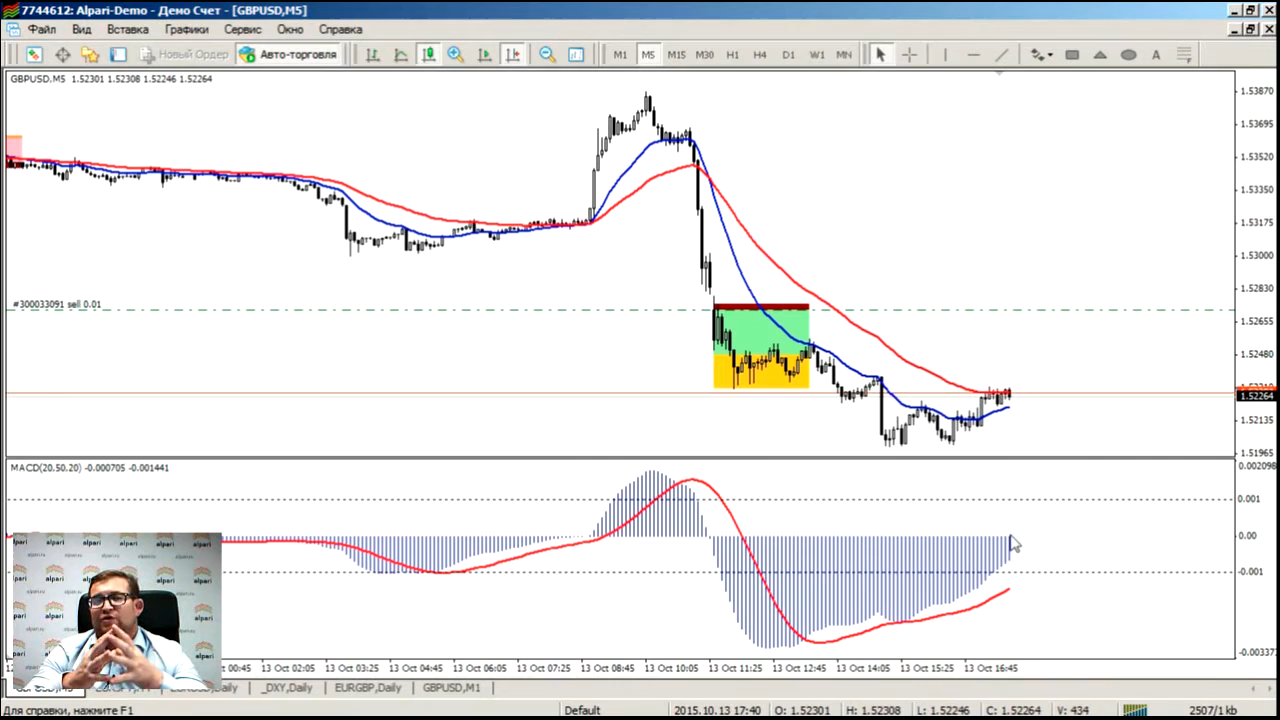 7744612: Alpari-Demo - Демо Счет - [GBPUSD,M5]
Файл Вид Вставка Графики Сервис Окно Справка
Новый Ордер Авто-торговля M1 M5 M15 M30 H1 H4 D1 W1 MN A
GBPUSD,M5 1.52301 1.52308 1.52246 1.52264
1.53870
1.53695
1.53520
1.53350
1.53175
1.53000
1.52830
#300033091 sell 0.01
1.52655
1.52480
1.52264
1.52135
1.51965
MACD(20.50.20) -0.000705 -0.001441
0.002098
0.001
0.00
-0.001
-0.003373
alpari
alpari.ru
00:45 13 Oct 02:05 13 Oct 03:25 13 Oct 04:45 13 Oct 06:05 13 Oct 07:25 13 Oct 08:45 13 Oct 10:05 13 Oct 11:25 13 Oct 12:45 13 Oct 14:05 13 Oct 15:25 13 Oct 16:45
_DXY,Daily EURGBP,Daily GBPUSD,M1
Для справки, нажмите F1 Default 2015.10.13 17:40 O: 1.52301 H: 1.52308 L: 1.52246 C: 1.52264 V: 434 2507/1 kb